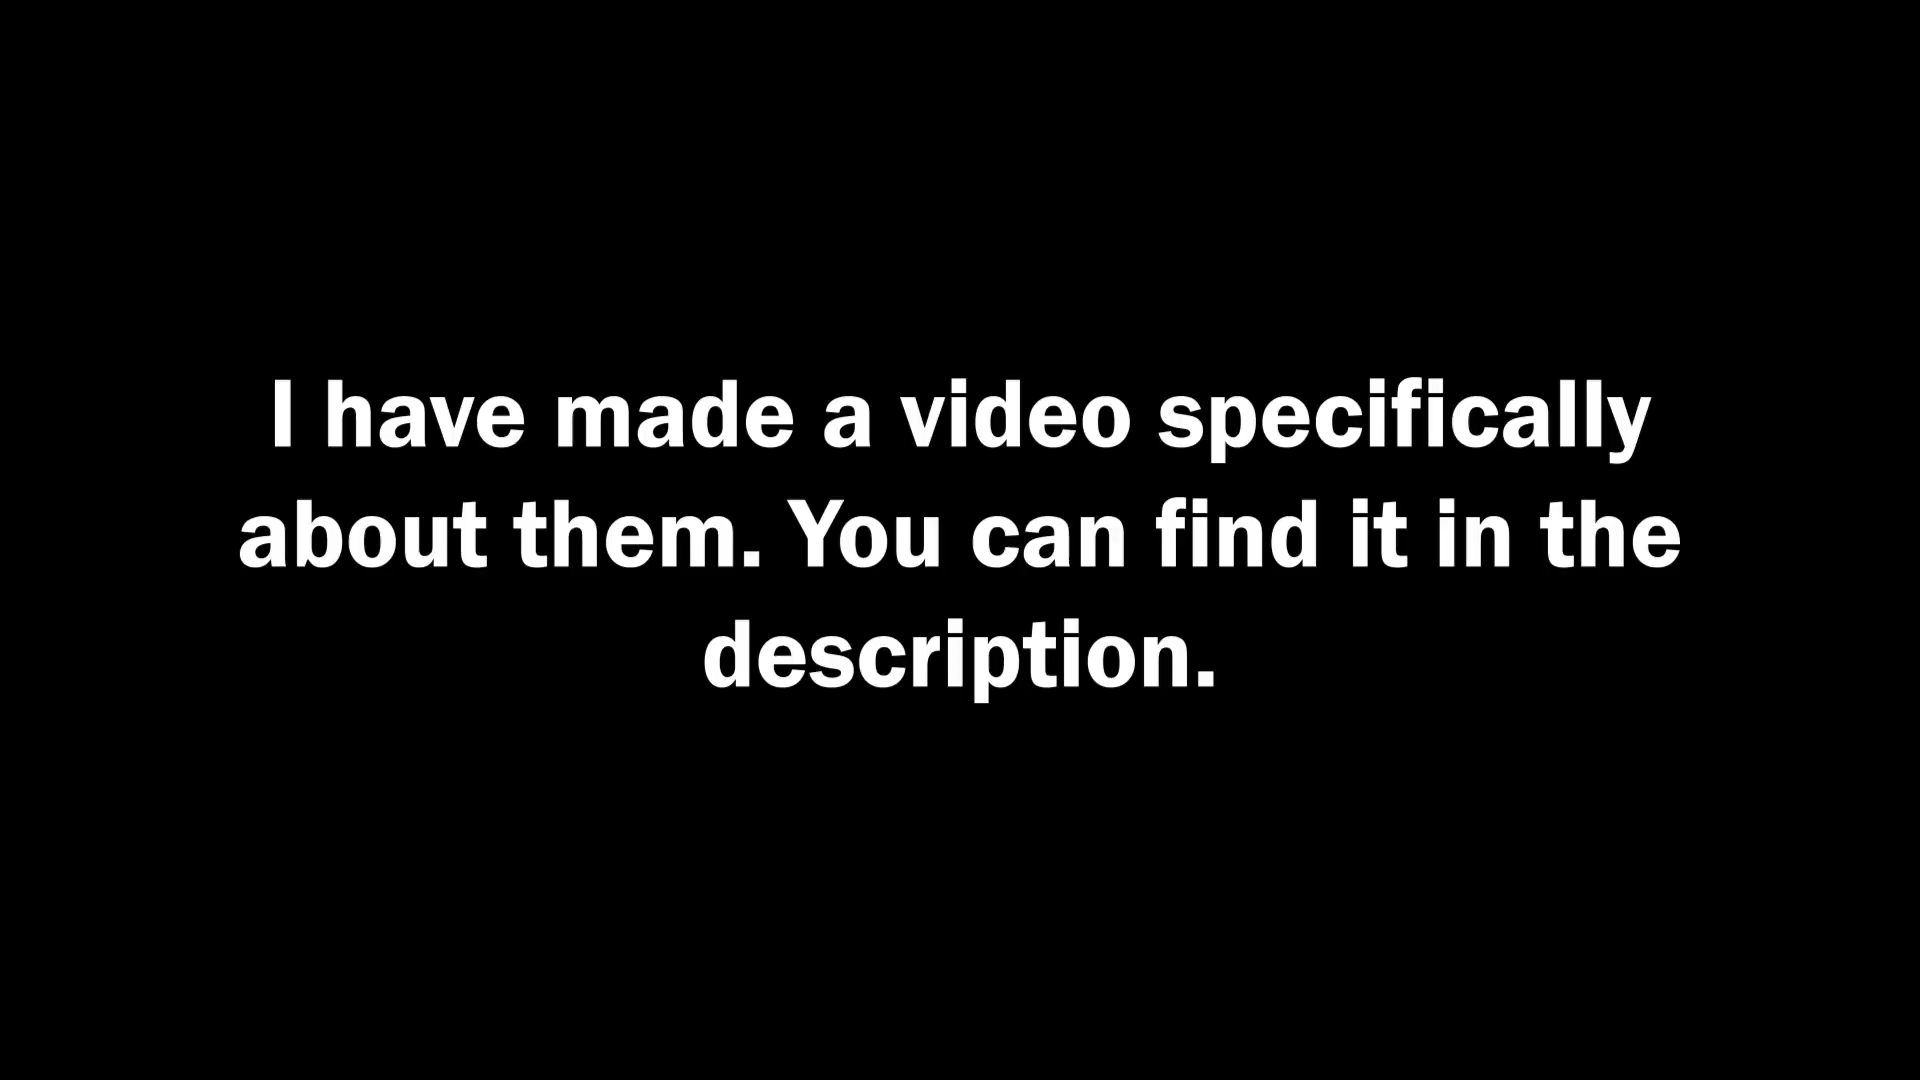 I have made a video specifically
about them. You can find it in the
description.